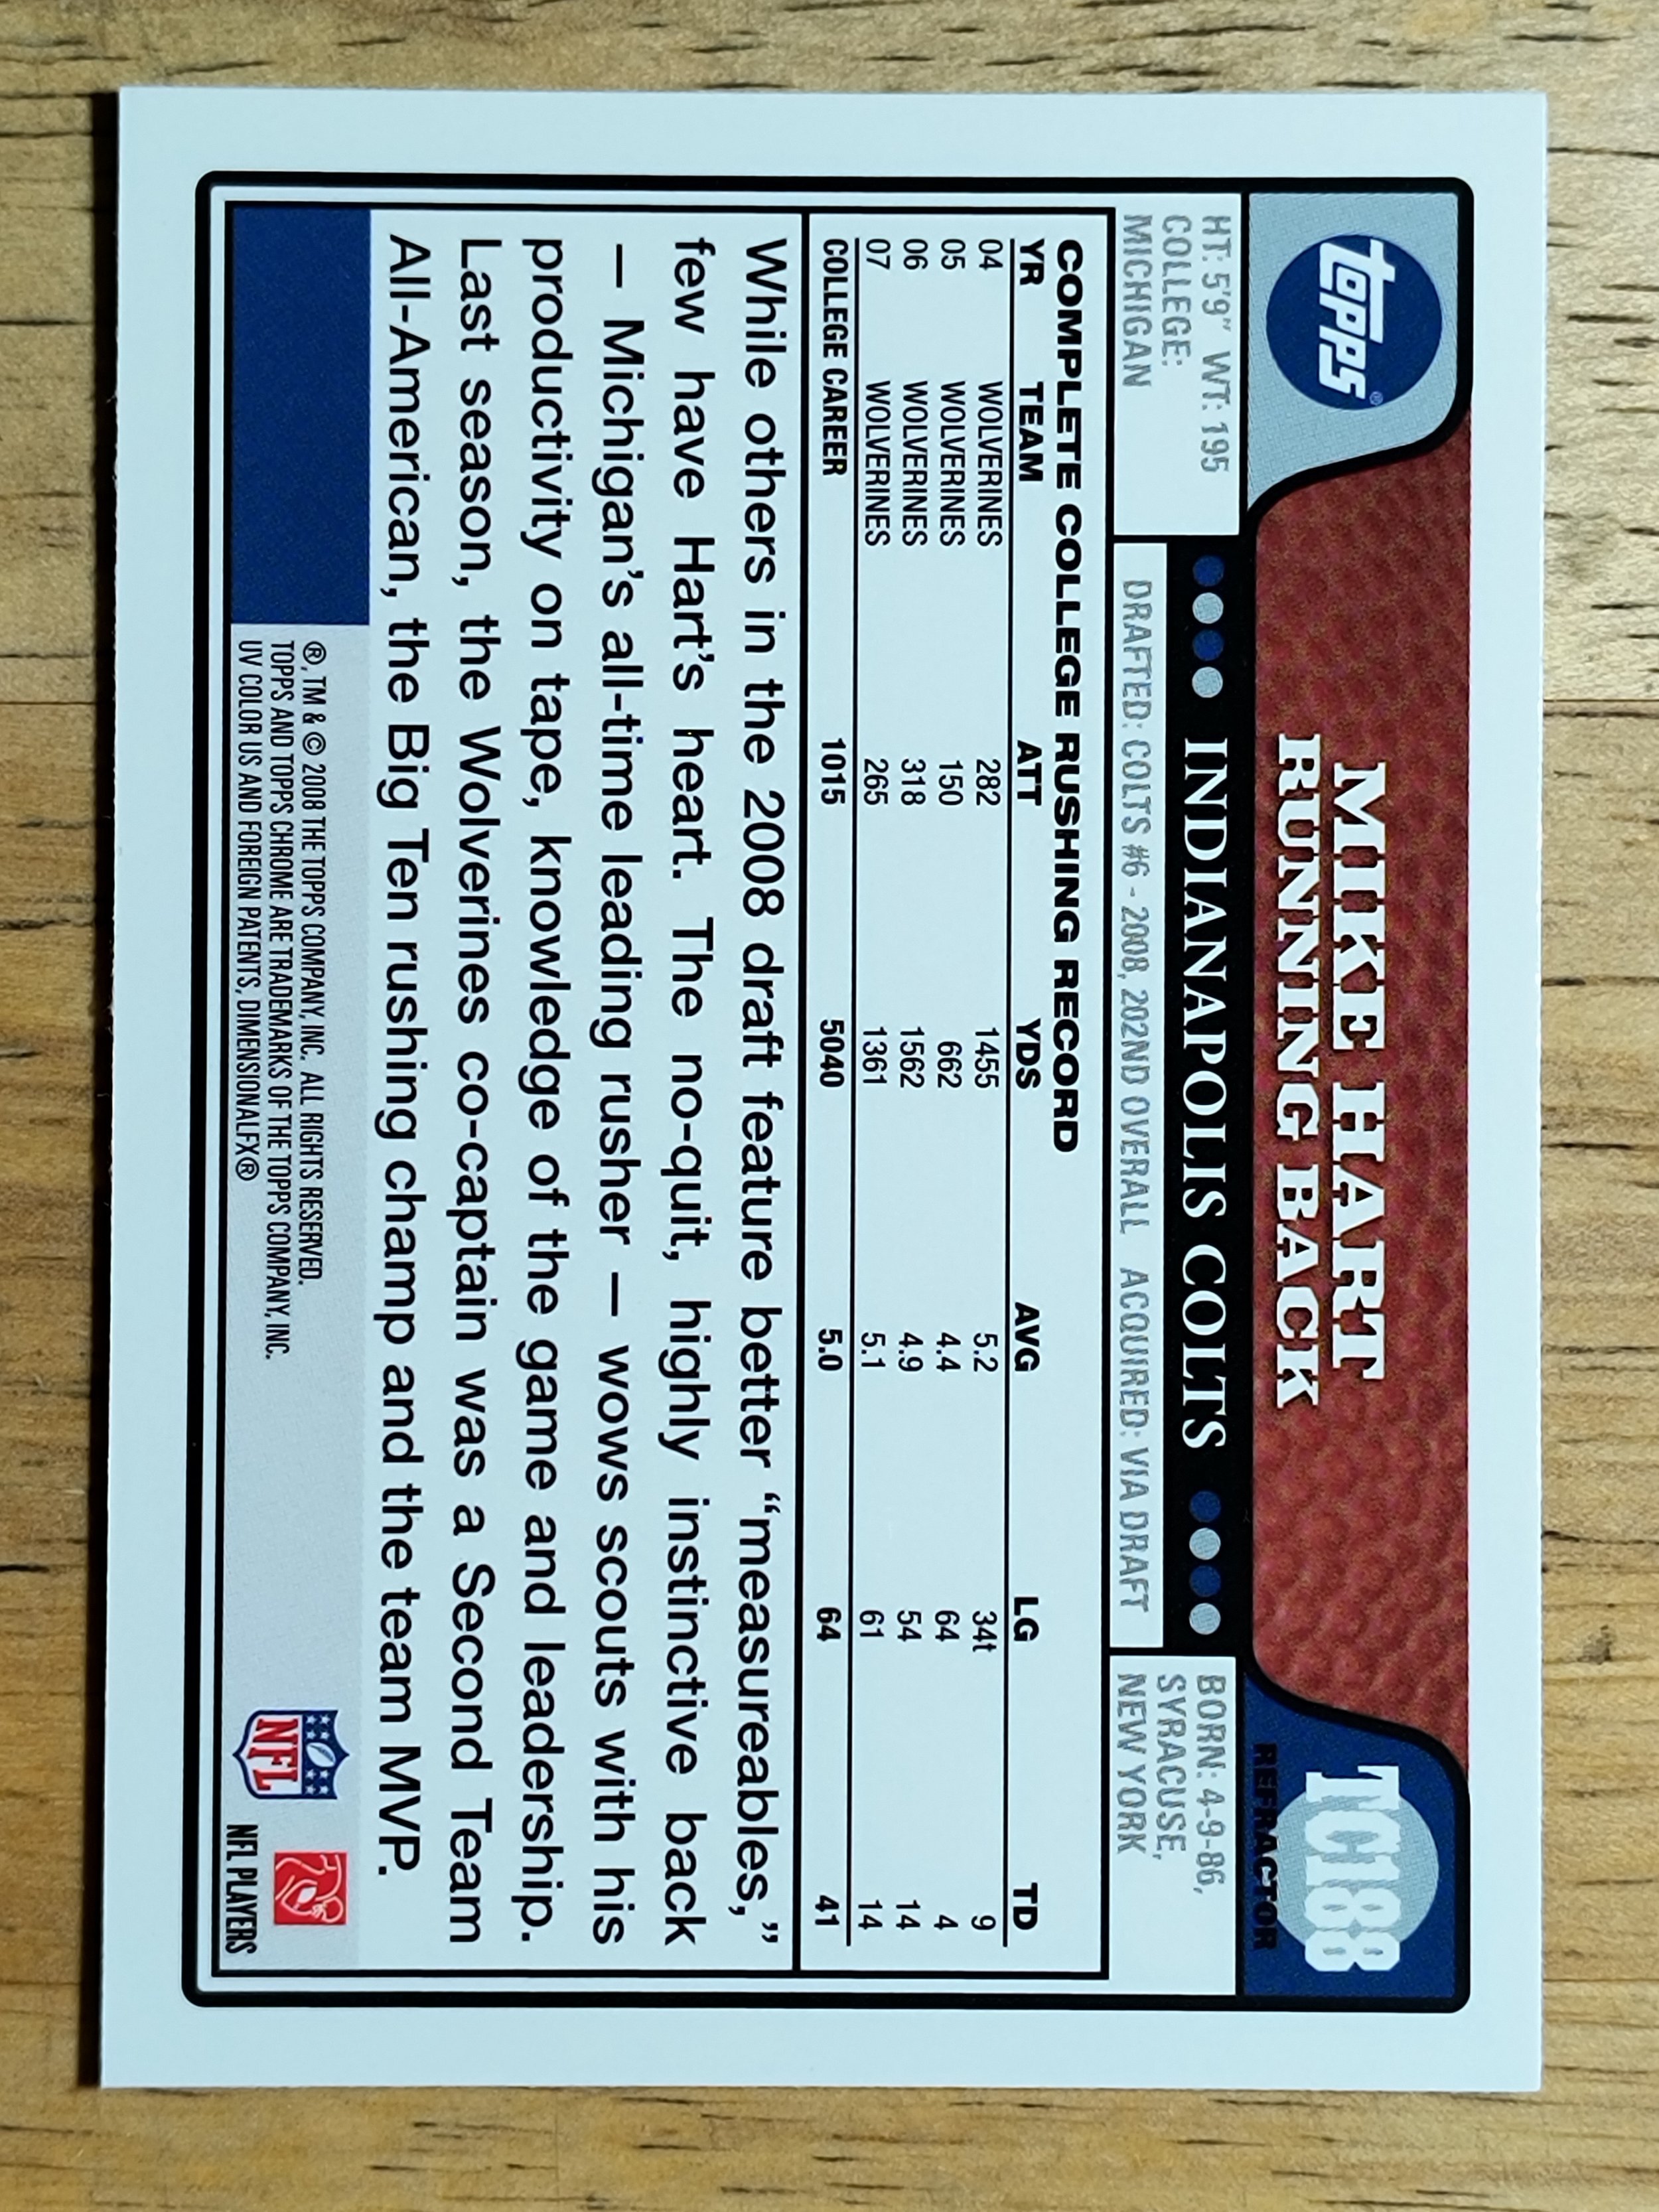 topps®
MIKE HART
RUNNING BACK
TC188
REFRACTOR
INDIANAPOLIS COLTS
HT: 5'9" WT: 195
COLLEGE:
MICHIGAN
DRAFTED: COLTS #6 - 2008, 202ND OVERALL ACQUIRED: VIA DRAFT
BORN: 4-9-86,
SYRACUSE,
NEW YORK
COMPLETE COLLEGE RUSHING RECORD
YR TEAM ATT YDS AVG LG TD
04 WOLVERINES 282 1455 5.2 34t 9
05 WOLVERINES 150 662 4.4 64 4
06 WOLVERINES 318 1562 4.9 54 14
07 WOLVERINES 265 1361 5.1 61 14
COLLEGE CAREER 1015 5040 5.0 64 41
While others in the 2008 draft feature better “measureables,”
few have Hart’s heart. The no-quit, highly instinctive back
— Michigan’s all-time leading rusher — wows scouts with his
productivity on tape, knowledge of the game and leadership.
Last season, the Wolverines co-captain was a Second Team
All-American, the Big Ten rushing champ and the team MVP.
®, TM & © 2008 THE TOPPS COMPANY, INC. ALL RIGHTS RESERVED.
TOPPS AND TOPPS CHROME ARE TRADEMARKS OF THE TOPPS COMPANY, INC.
UV COLOR US AND FOREIGN PATENTS, DIMENSIONALFX®
NFL
NFL PLAYERS